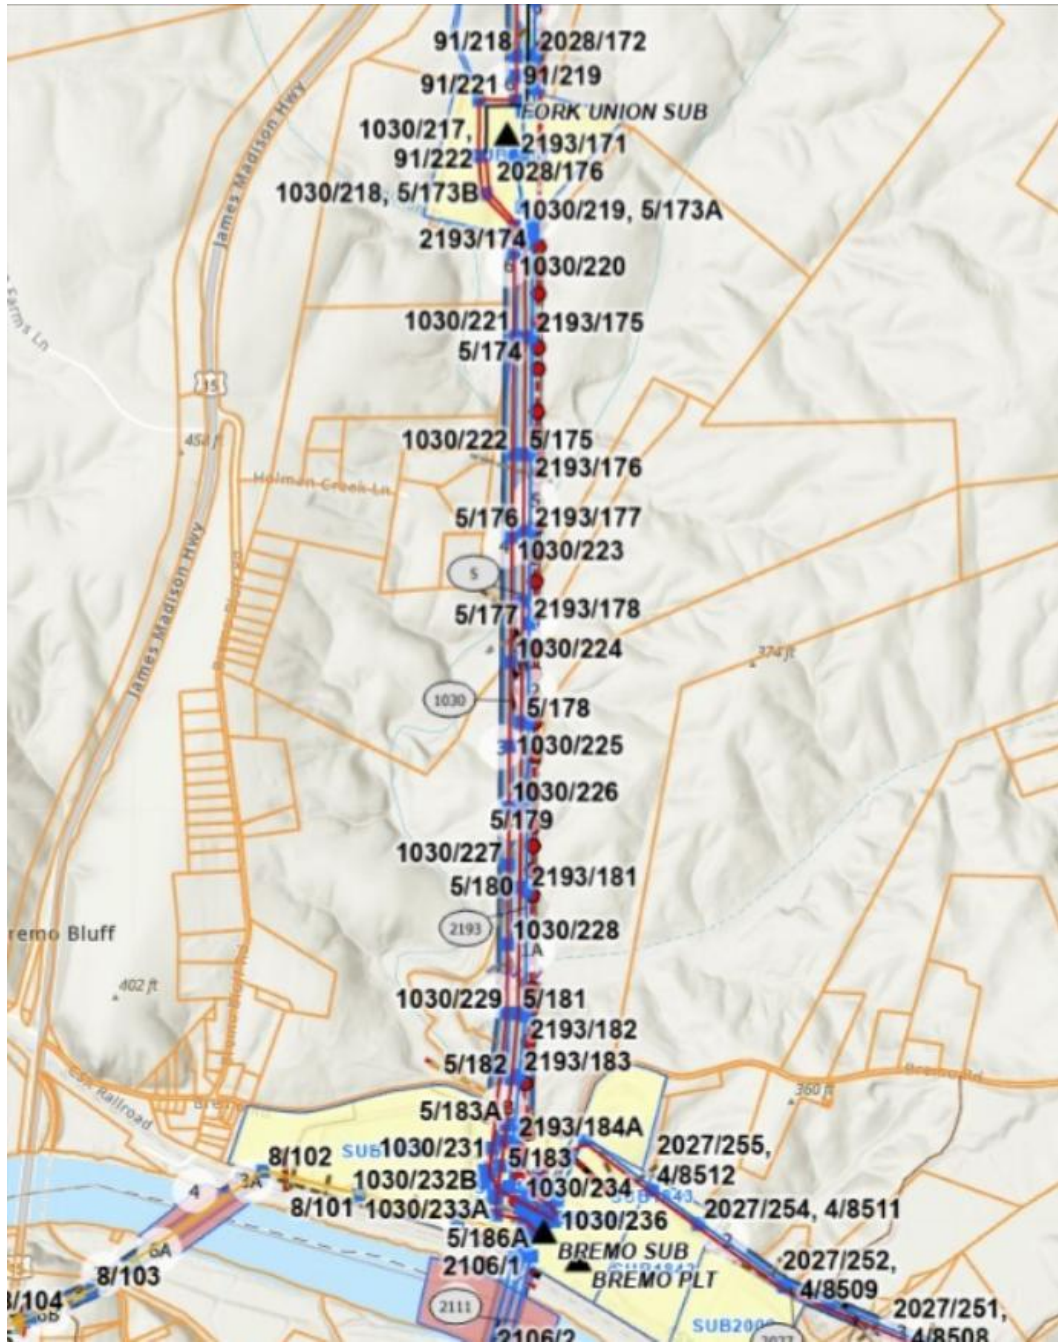 91/218 2028/172
91/219
91/221
FORK UNION SUB
1030/217,
2193/171
91/222
2028/176
1030/218, 5/173B
1030/219, 5/173A
2193/174
1030/220
James Madison Hwy
Farms Ln
1030/221 2193/175
5/174
15
458 ft
1030/222 5/175
2193/176
Holman Creek Ln
5/176 2193/177
1030/223
5
5/177 2193/178
1030/224
James Madison Hwy
374 ft
1030
5/178
1030/225
1030/226
5/179
1030/227
2193/181
5/180
2193
1030/228
1A
remo Bluff
402 ft
1030/229 5/181
2193/182
5/182 2193/183
CSX Railroad
360 ft
5/183A
2193/184A
2027/255,
4/8512
1030/231
5/183
8/102
1030/232B
1030/234
3A
4
8/101
1030/233A
2027/254, 4/8511
1030/236
5/186A
BREMO SUB
2106/1
BREMO PLT
2027/252,
4/8509
6A
8/103
8/104
6B
2111
2027/251,
4/8508
2106/2
SUB200
2027